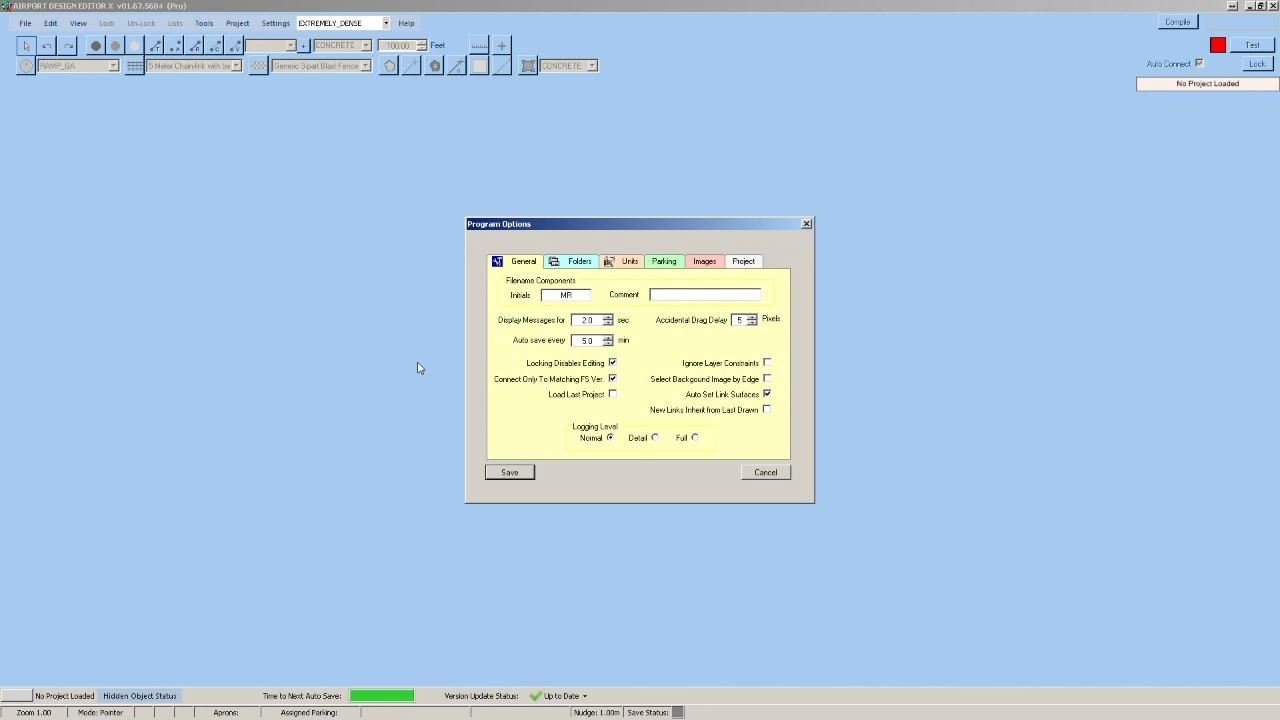 AIRPORT DESIGN EDITOR X v01.67.5684 (Pro)
File Edit View Lock Un-Lock Lists Tools Project Settings EXTREMELY_DENSE Help
Compile
CONCRETE 100.00 Feet
Test
RAMP_GA 5 Meter Chain-link with be Generic 3-part Blast Fence CONCRETE
Auto Connect Lock
No Project Loaded
Program Options
General Folders Units Parking Images Project
Filename Components
Initials MFI Comment
Display Messages for 2.0 sec Accidental Drag Delay 5 Pixels
Auto save every 5.0 min
Locking Disables Editing Ignore Layer Constraints
Connect Only To Matching FS Ver. Select Backgound Image by Edge
Load Last Project Auto Set Link Surfaces
New Links Inherit from Last Drawn
Logging Level
Normal Detail Full
Save Cancel
No Project Loaded Hidden Object Status Time to Next Auto Save: Version Update Status: Up to Date
Zoom 1.00 Mode: Pointer Aprons: Assigned Parking: Nudge: 1.00m Save Status: